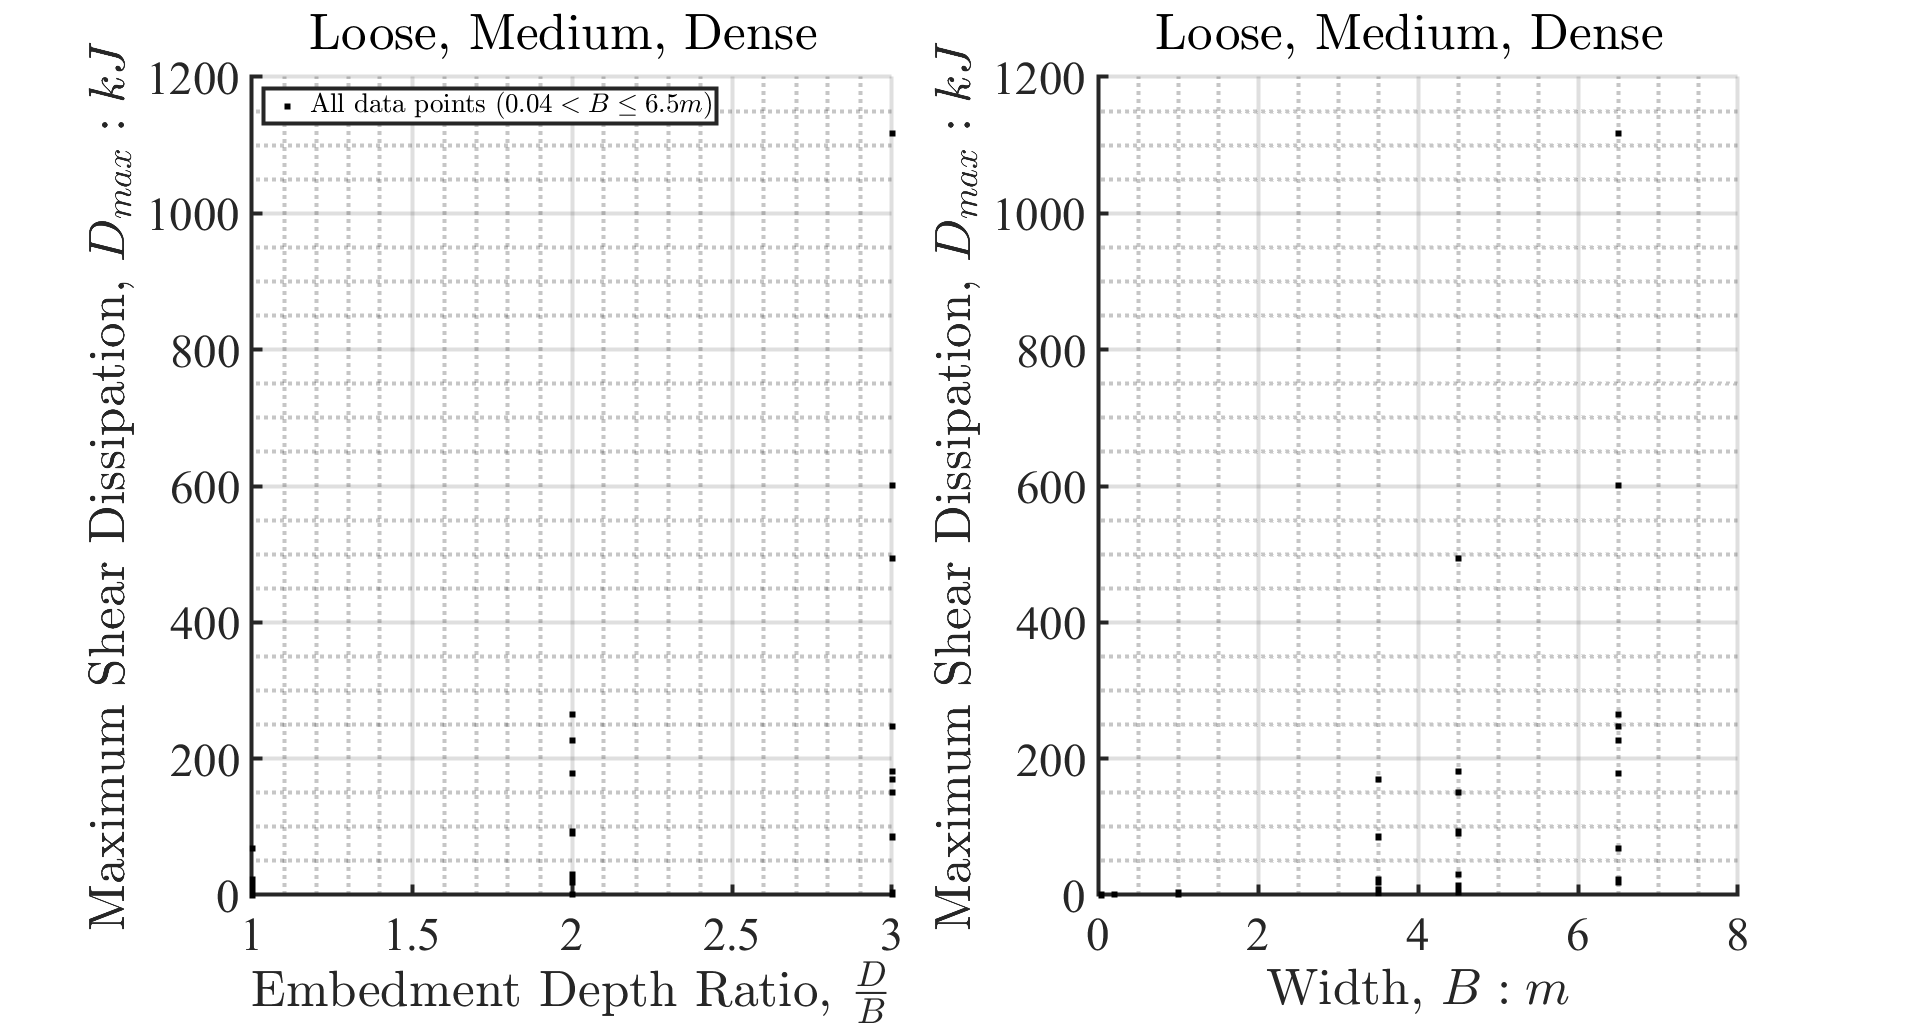 Loose, Medium, Dense
Maximum Shear Dissipation, D_max : kJ
1200
1000
800
600
400
200
0
All data points (0.04 < B ≤ 6.5m)
1 1.5 2 2.5 3
Embedment Depth Ratio, D/B
Loose, Medium, Dense
Maximum Shear Dissipation, D_max : kJ
1200
1000
800
600
400
200
0
0 2 4 6 8
Width, B : m